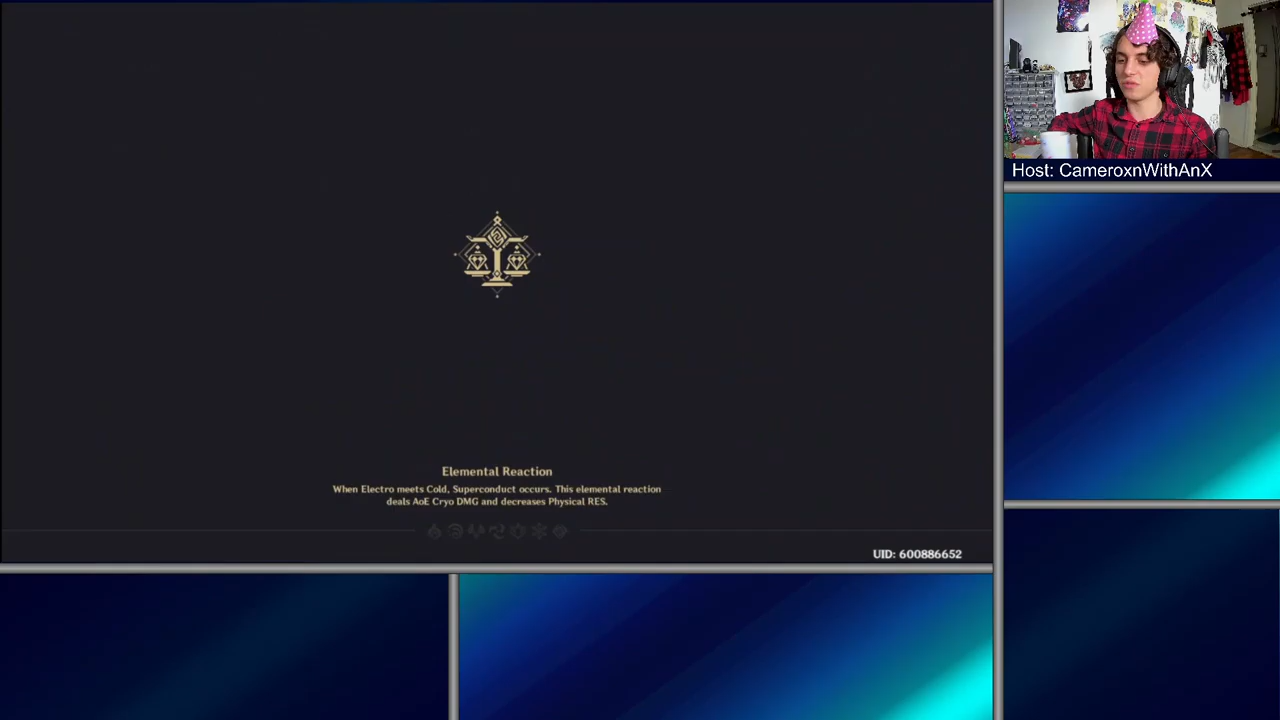 Host: CameroxnWithAnX
Elemental Reaction
When Electro meets Cold, Superconduct occurs. This elemental reaction
deals AoE Cryo DMG and decreases Physical RES.
UID: 600886652